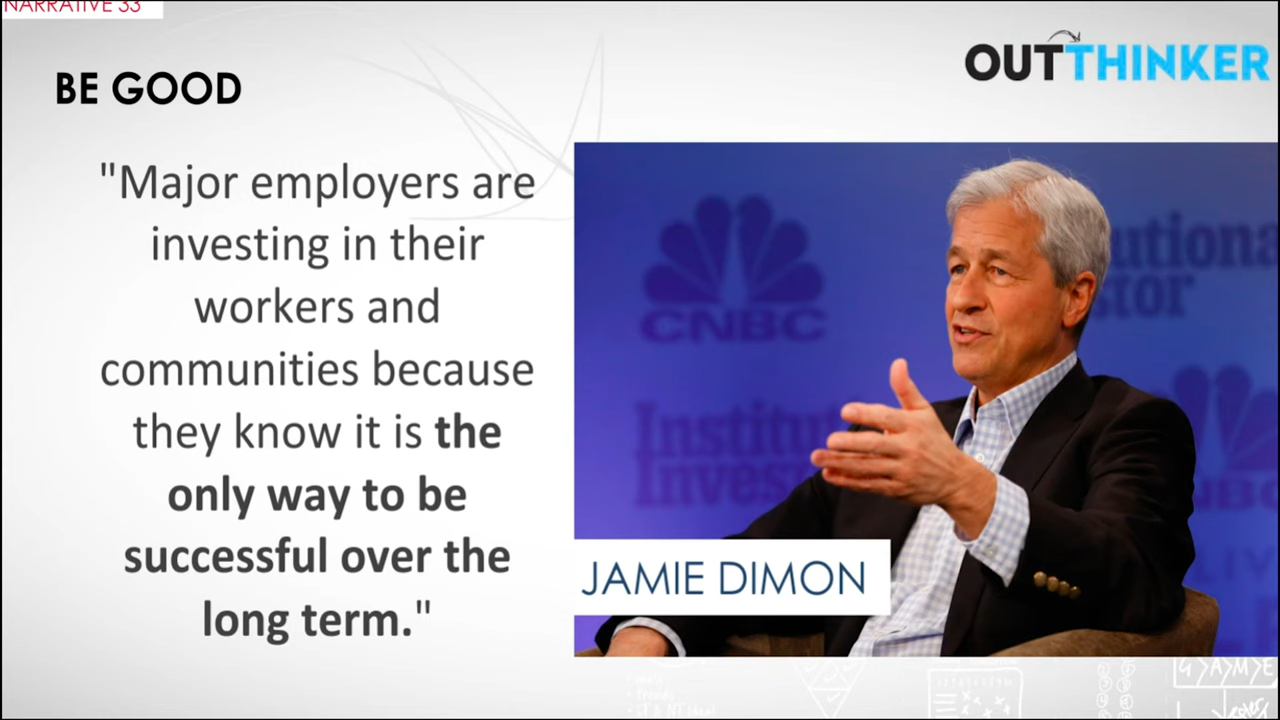 NARRATIVE 33
OUTTHINKER
BE GOOD
"Major employers are
investing in their
workers and
communities because
they know it is the
only way to be
successful over the
long term."
CNBC
JAMIE DIMON